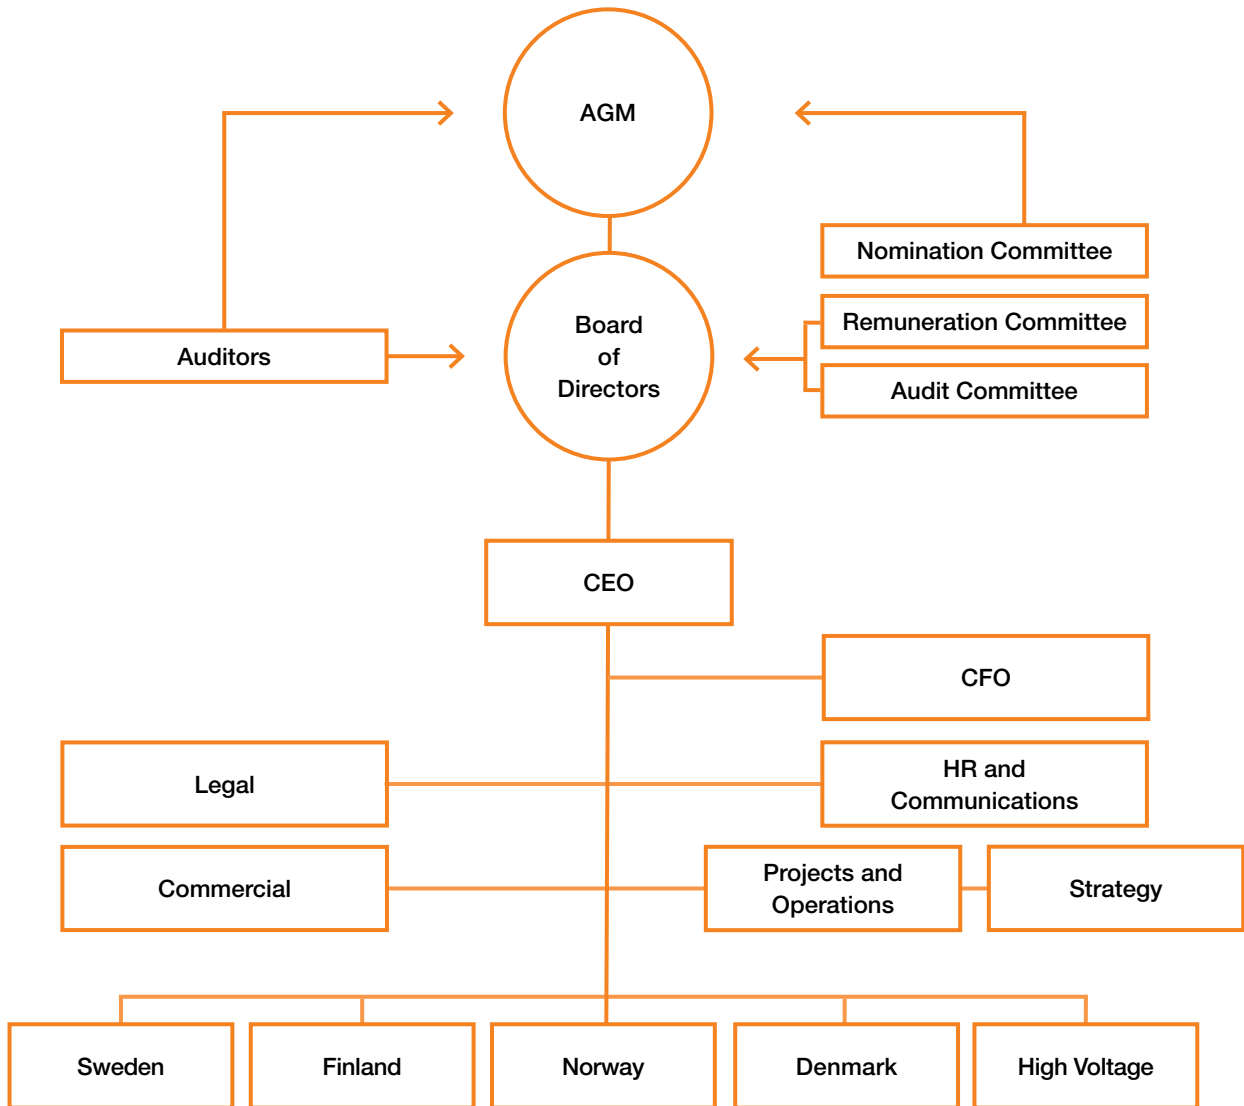 AGM
Nomination Committee
Remuneration Committee
Auditors
Board
of
Directors
Audit Committee
CEO
CFO
Legal
HR and
Communications
Commercial
Projects and
Operations
Strategy
Sweden
Finland
Norway
Denmark
High Voltage